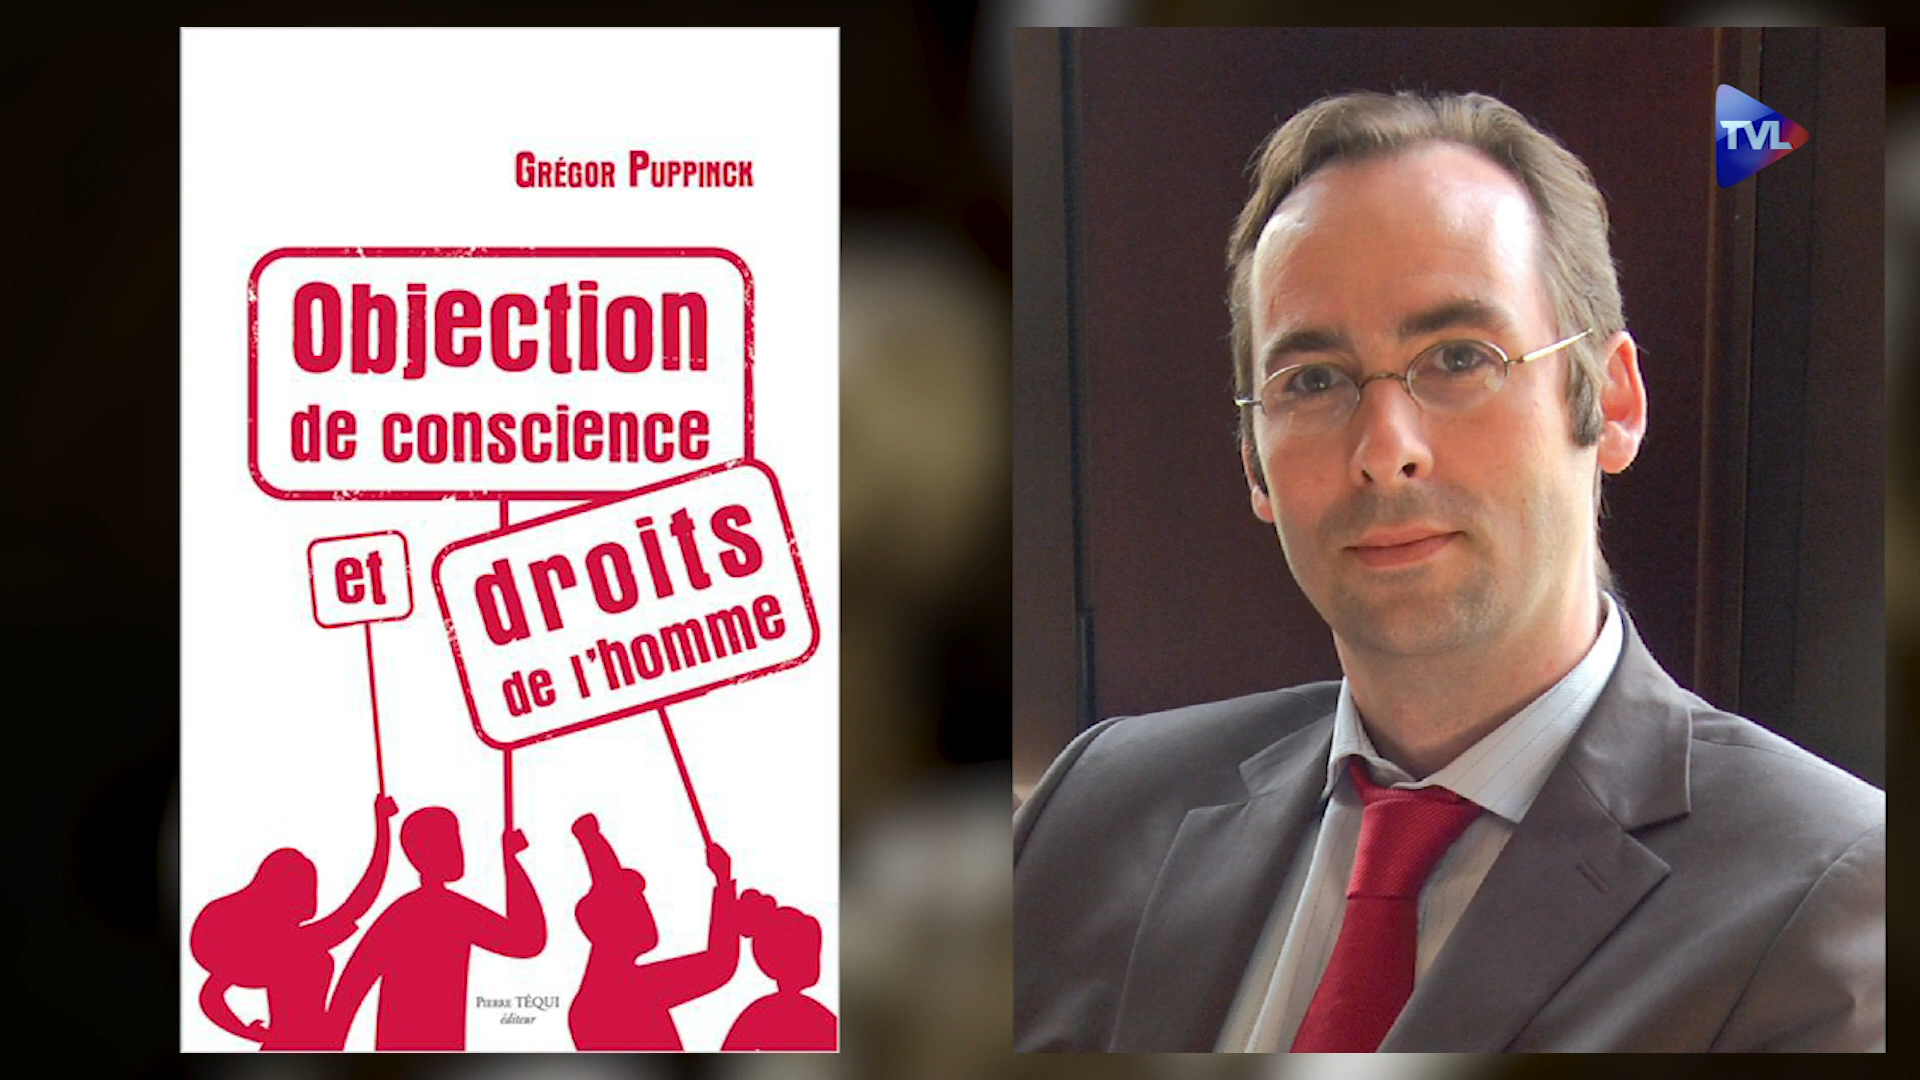 GRÉGOR PUPPINCK
Objection
de conscience
et
droits
de l'homme
PIERRE TÉQUI
éditeur
TVL